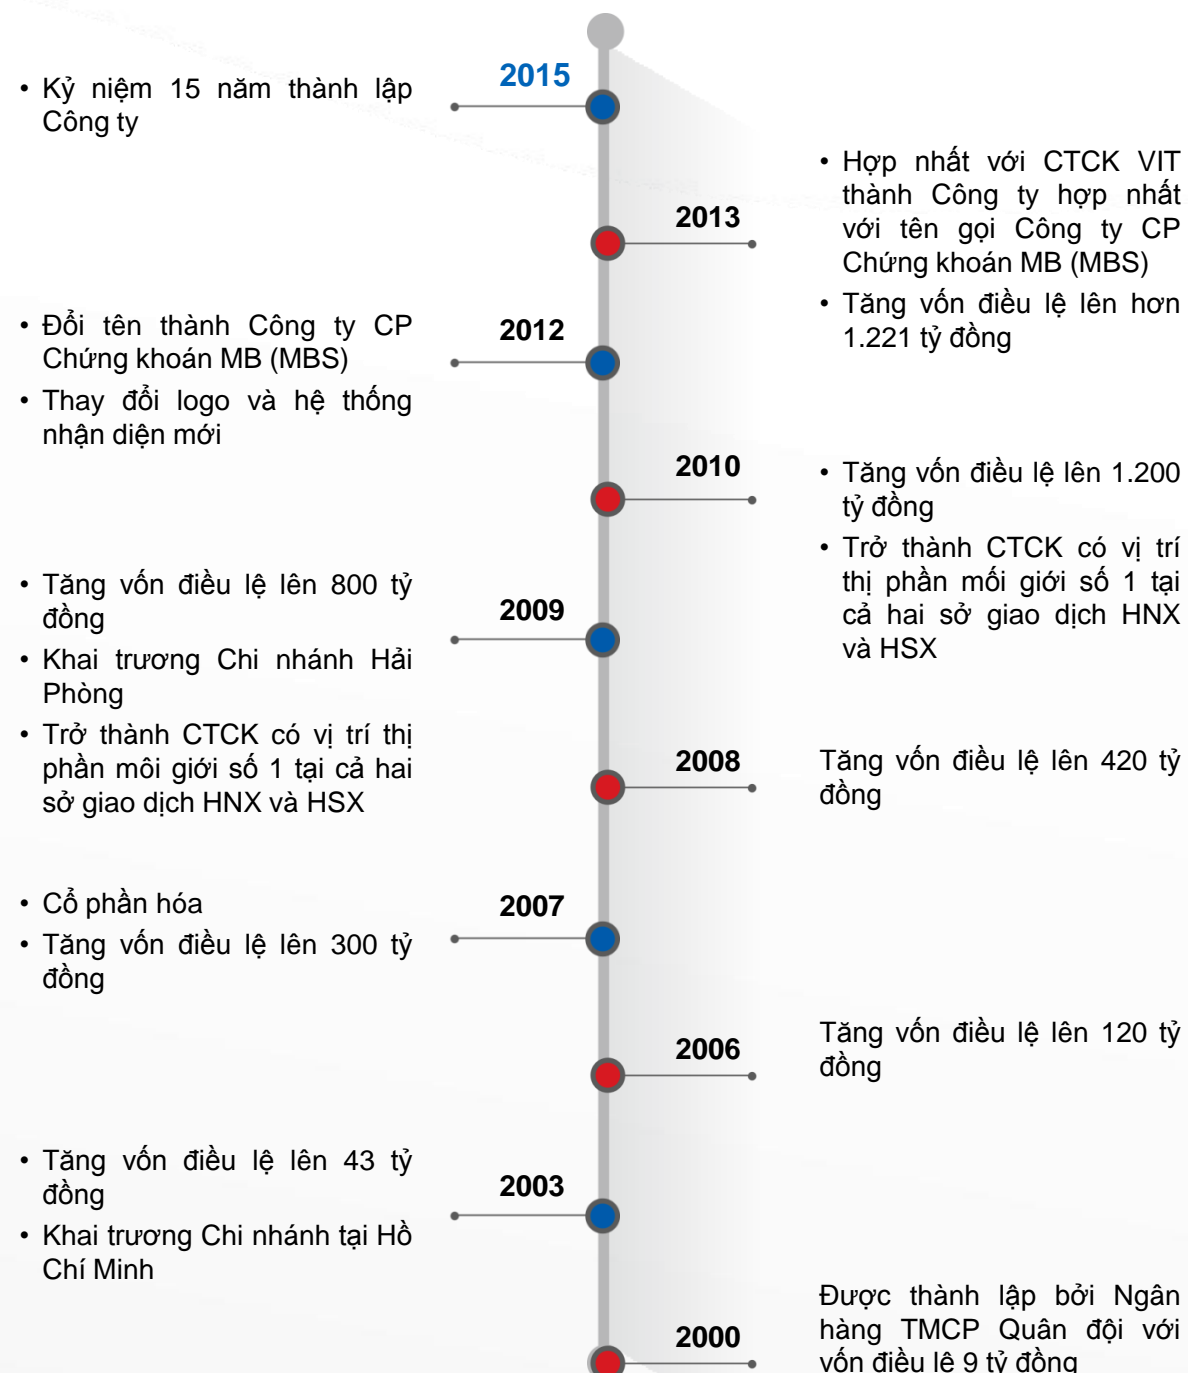 2015
• Kỷ niệm 15 năm thành lập
Công ty
2013
• Hợp nhất với CTCK VIT
thành Công ty hợp nhất
với tên gọi Công ty CP
Chứng khoán MB (MBS)
• Tăng vốn điều lệ lên hơn
1.221 tỷ đồng
2012
• Đổi tên thành Công ty CP
Chứng khoán MB (MBS)
• Thay đổi logo và hệ thống
nhận diện mới
2010
• Tăng vốn điều lệ lên 1.200
tỷ đồng
• Trở thành CTCK có vị trí
thị phần mối giới số 1 tại
cả hai sở giao dịch HNX
và HSX
2009
• Tăng vốn điều lệ lên 800 tỷ
đồng
• Khai trương Chi nhánh Hải
Phòng
• Trở thành CTCK có vị trí thị
phần môi giới số 1 tại cả hai
sở giao dịch HNX và HSX
2008
Tăng vốn điều lệ lên 420 tỷ
đồng
2007
• Cổ phần hóa
• Tăng vốn điều lệ lên 300 tỷ
đồng
2006
Tăng vốn điều lệ lên 120 tỷ
đồng
2003
• Tăng vốn điều lệ lên 43 tỷ
đồng
• Khai trương Chi nhánh tại Hồ
Chí Minh
2000
Được thành lập bởi Ngân
hàng TMCP Quân đội với
vốn điều lệ 9 tỷ đồng